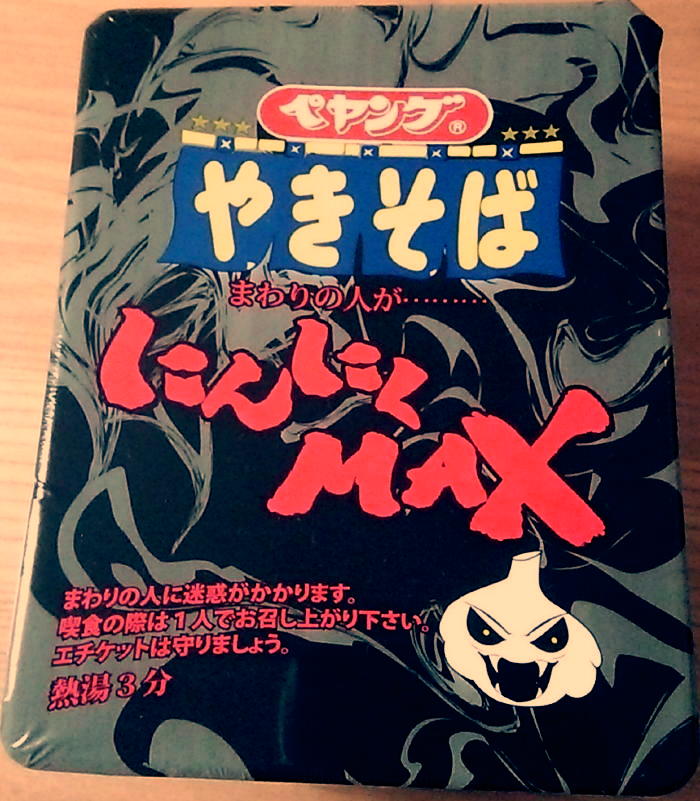 ペヤング®
やきそば
まわりの人が………
にんにく
MAX
まわりの人に迷惑がかかります。
喫食の際は1人でお召し上がり下さい。
エチケットは守りましょう。
熱湯3分